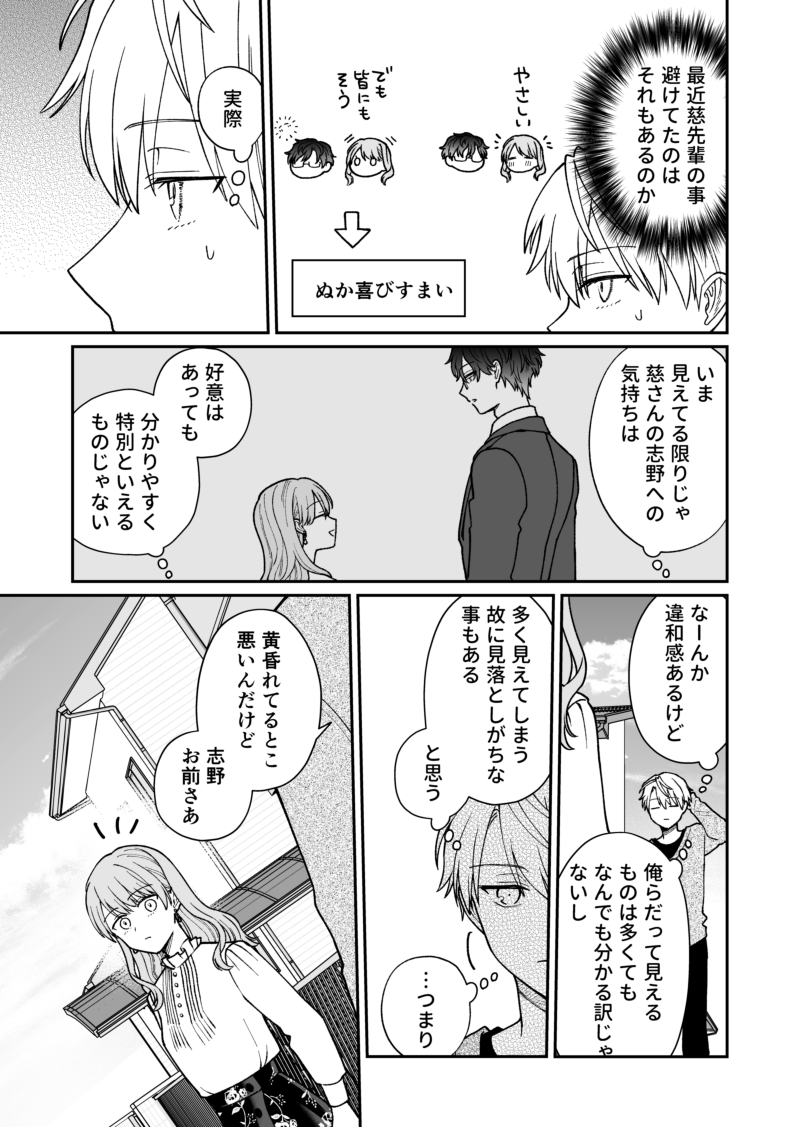 最近慈先輩の事
避けてたのは
それもあるのか
やさしい
でも
皆にも
そう
ぬか喜びすまい
実際
いま
見えてる限りじゃ
慈さんの志野への
気持ちは
好意は
あっても
分かりやすく
特別といえる
ものじゃない
なーんか
違和感あるけど
俺らだって見える
ものは多くても
なんでも分かる訳じゃ
ないし
多く見えてしまう
故に見落としがちな
事もある
と思う
…つまり
黄昏れてるとこ
悪いんだけど
志野
お前さあ